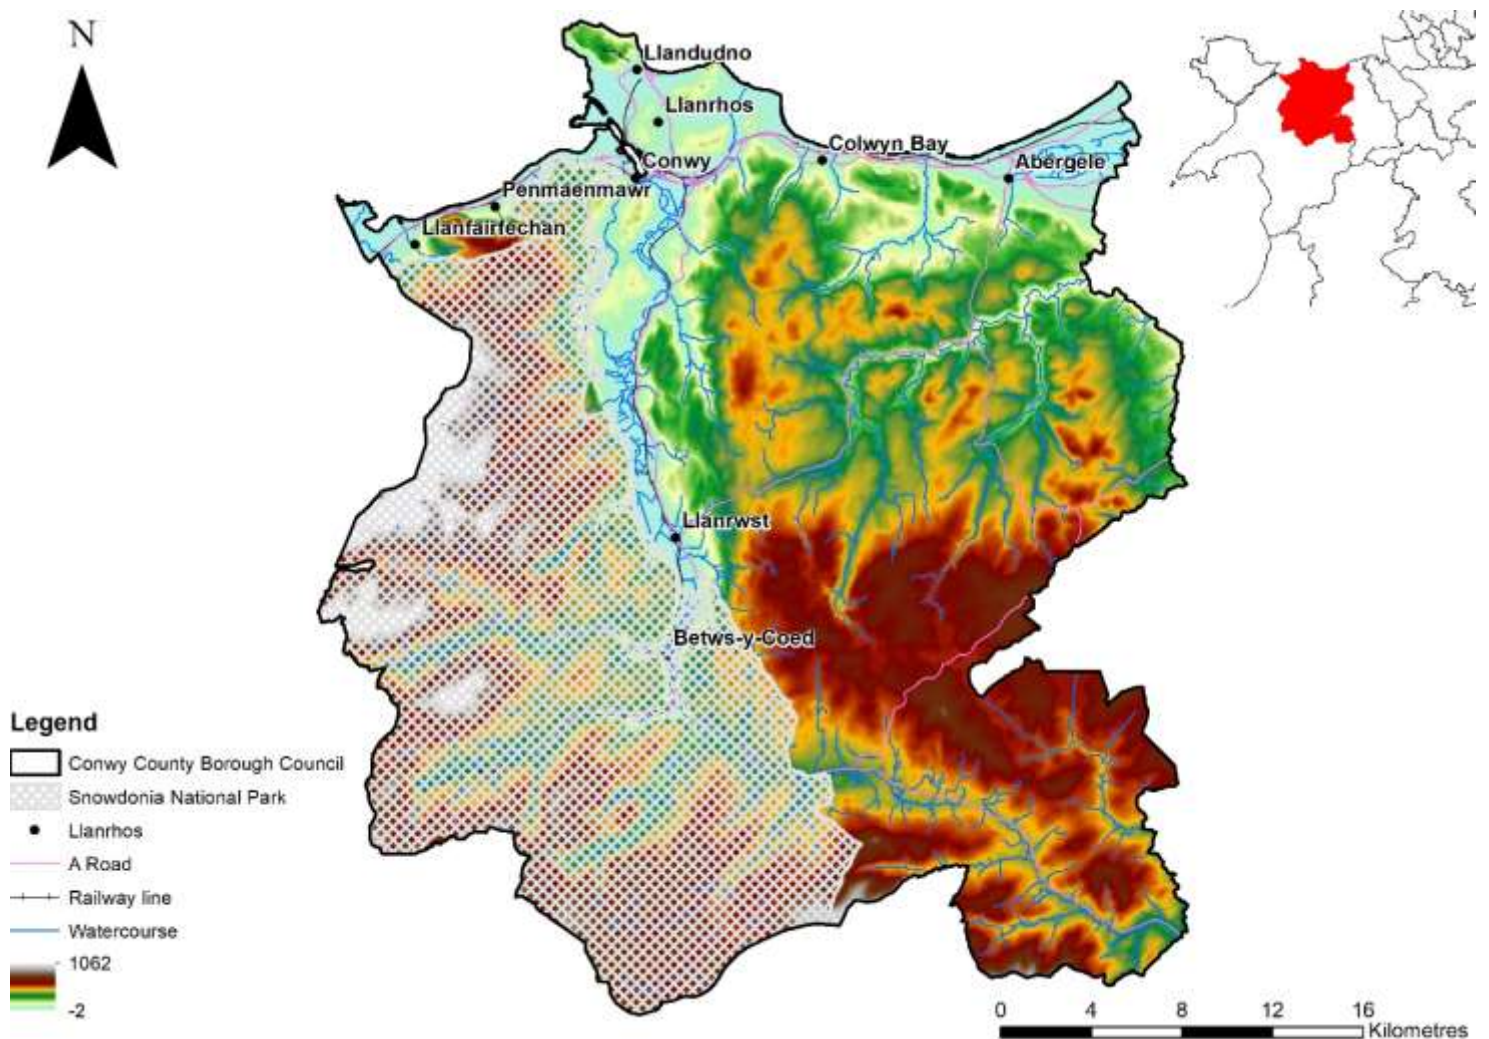 N
Llandudno
Llanrhos
Colwyn Bay
Conwy
Abergele
Penmaenmawr
Llanfairfechan
Llanrwst
Betws-y-Coed
Legend
Conwy County Borough Council
Snowdonia National Park
Llanrhos
A Road
Railway line
Watercourse
1062
-2
0 4 8 12 16
Kilometres